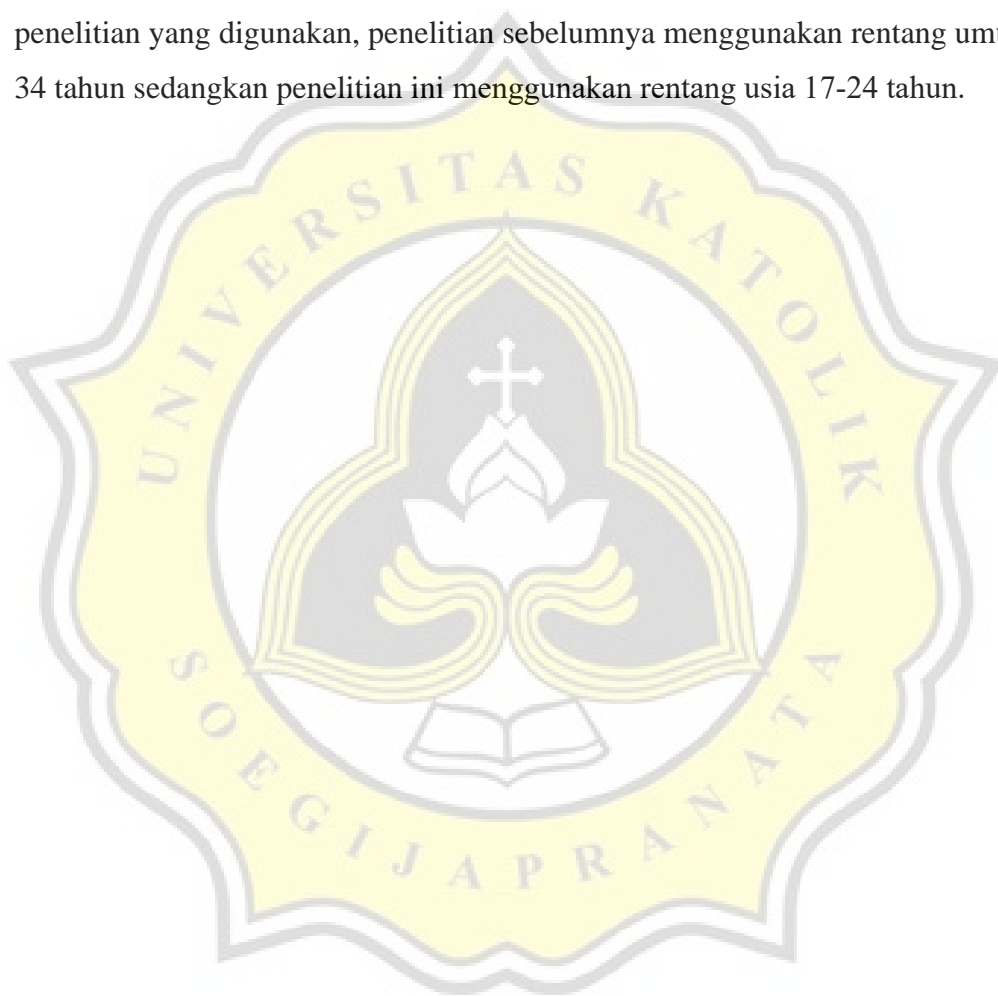 penelitian yang digunakan, penelitian sebelumnya menggunakan rentang
34 tahun sedangkan penelitian ini menggunakan rentang usia 17-24 tahun.
UNIVERSITAS KATOLIK
SOEGIJAPRANATA